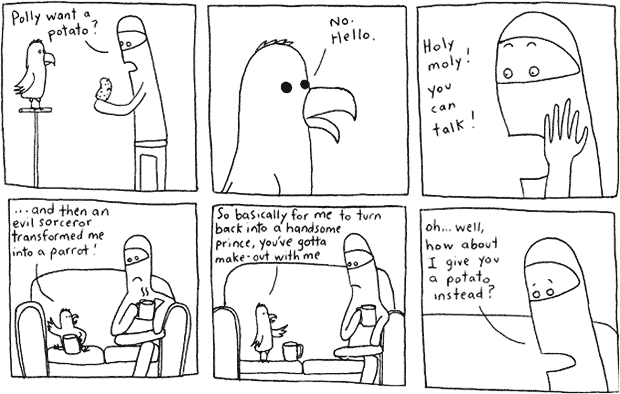 Polly want a
potato?
No.
Hello.
Holy
moly!
you
can
talk!
...and then an
evil sorceror
transformed me
into a parrot!
So basically for me to turn
back into a handsome
prince, you've gotta
make-out with me
oh... well,
how about
I give you
a potato
instead?